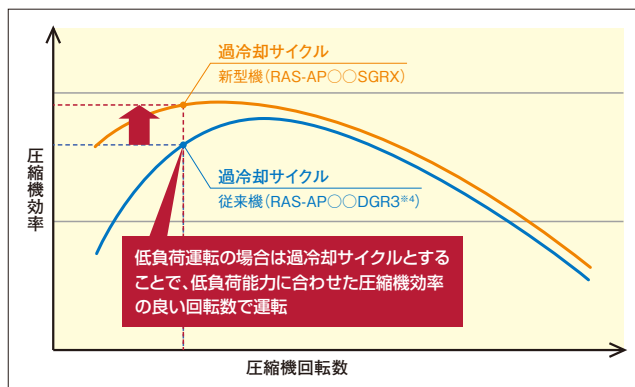 過冷却サイクル
新型機(RAS-AP○○SGRX)
過冷却サイクル
従来機(RAS-AP○○DGR3※4)
圧縮機効率
低負荷運転の場合は過冷却サイクルとする
ことで、低負荷能力に合わせた圧縮機効率
の良い回転数で運転
圧縮機回転数